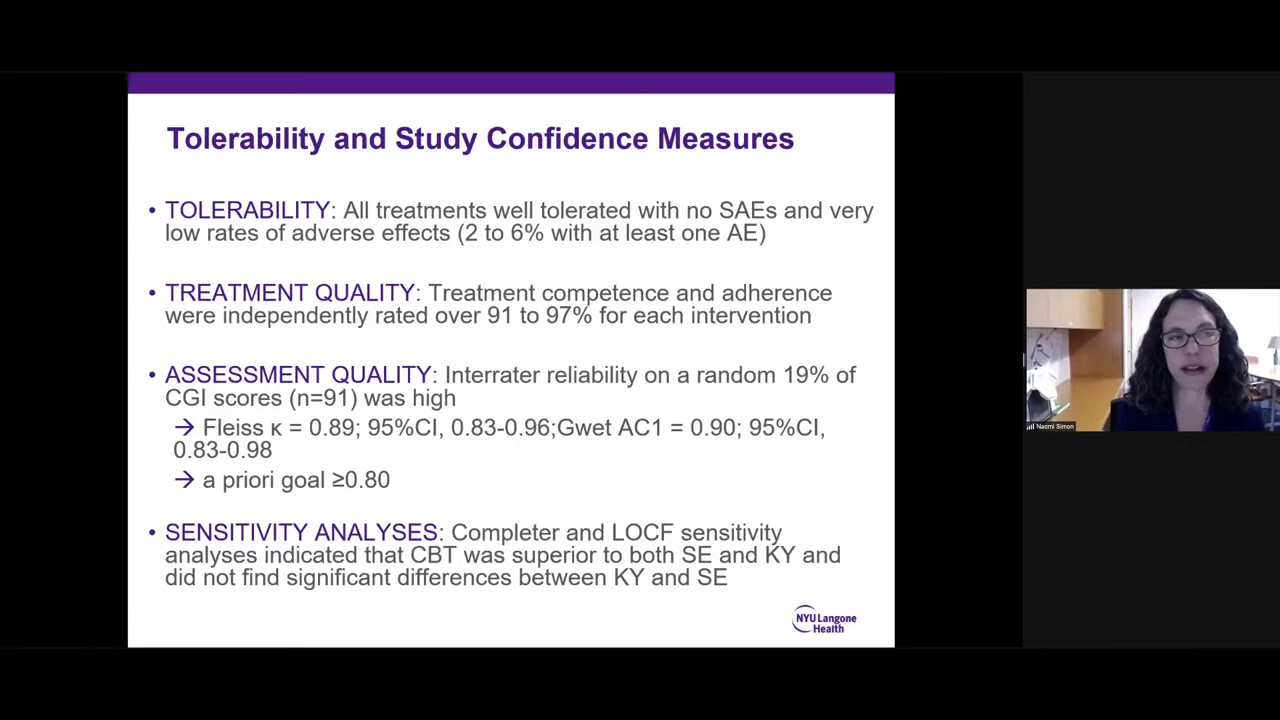 Tolerability and Study Confidence Measures
• TOLERABILITY: All treatments well tolerated with no SAEs and very
low rates of adverse effects (2 to 6% with at least one AE)
• TREATMENT QUALITY: Treatment competence and adherence
were independently rated over 91 to 97% for each intervention
• ASSESSMENT QUALITY: Interrater reliability on a random 19% of
CGI scores (n=91) was high
→ Fleiss κ = 0.89; 95%CI, 0.83-0.96;Gwet AC1 = 0.90; 95%CI,
0.83-0.98
→ a priori goal ≥0.80
• SENSITIVITY ANALYSES: Completer and LOCF sensitivity
analyses indicated that CBT was superior to both SE and KY and
did not find significant differences between KY and SE
NYU Langone
Health
Naomi Simon